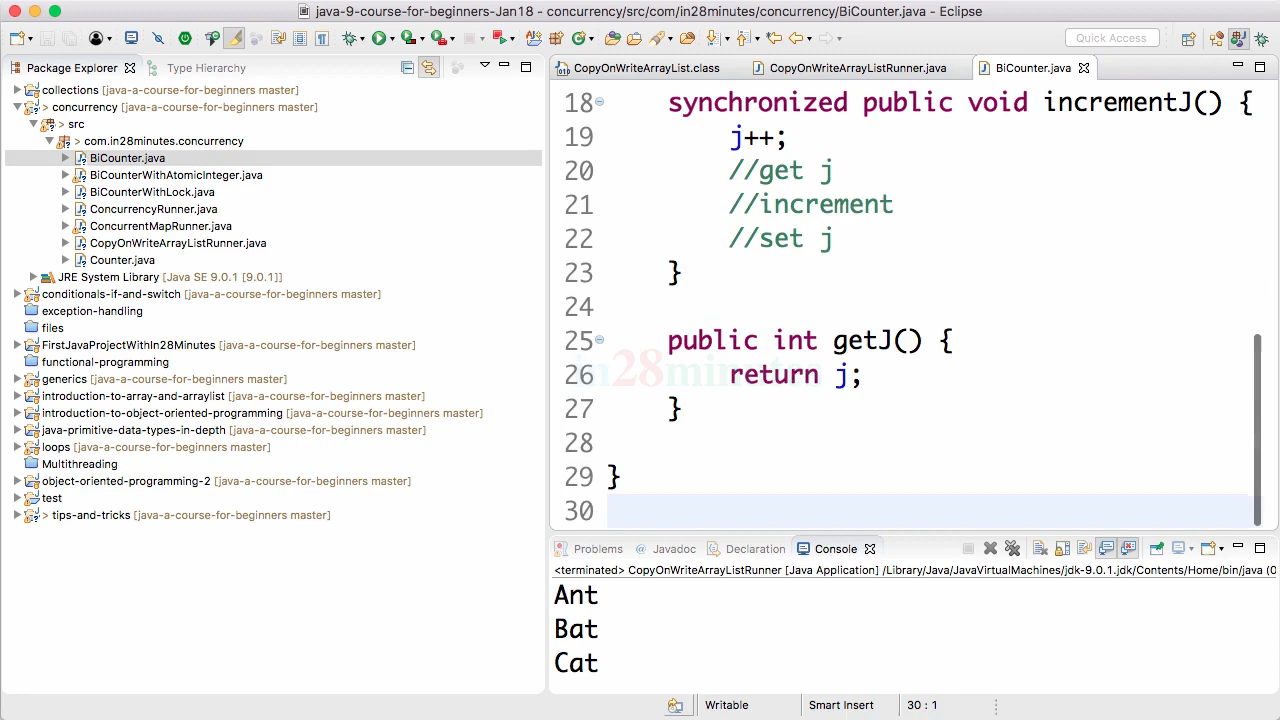 java-9-course-for-beginners-Jan18 - concurrency/src/com/in28minutes/concurrency/BiCounter.java - Eclipse
Quick Access
Package Explorer
Type Hierarchy
collections [java-a-course-for-beginners master]
> concurrency [java-a-course-for-beginners master]
> src
> com.in28minutes.concurrency
BiCounter.java
BiCounterWithAtomicInteger.java
BiCounterWithLock.java
ConcurrencyRunner.java
ConcurrentMapRunner.java
CopyOnWriteArrayListRunner.java
Counter.java
JRE System Library [Java SE 9.0.1 [9.0.1]]
conditionals-if-and-switch [java-a-course-for-beginners master]
exception-handling
files
FirstJavaProjectWithIn28Minutes [java-a-course-for-beginners master]
functional-programming
generics [java-a-course-for-beginners master]
introduction-to-array-and-arraylist [java-a-course-for-beginners master]
introduction-to-object-oriented-programming [java-a-course-for-beginners master]
java-primitive-data-types-in-depth [java-a-course-for-beginners master]
loops [java-a-course-for-beginners master]
Multithreading
object-oriented-programming-2 [java-a-course-for-beginners master]
test
> tips-and-tricks [java-a-course-for-beginners master]
CopyOnWriteArrayList.class
CopyOnWriteArrayListRunner.java
BiCounter.java
18 synchronized public void incrementJ() {
19 j++;
20 //get j
21 //increment
22 //set j
23 }
24
25 public int getJ() {
26 return j;
27 }
28
29 }
30
in28minutes
Problems
@ Javadoc
Declaration
Console
<terminated> CopyOnWriteArrayListRunner [Java Application] /Library/Java/JavaVirtualMachines/jdk-9.0.1.jdk/Contents/Home/bin/java (0
Ant
Bat
Cat
Writable
Smart Insert
30 : 1